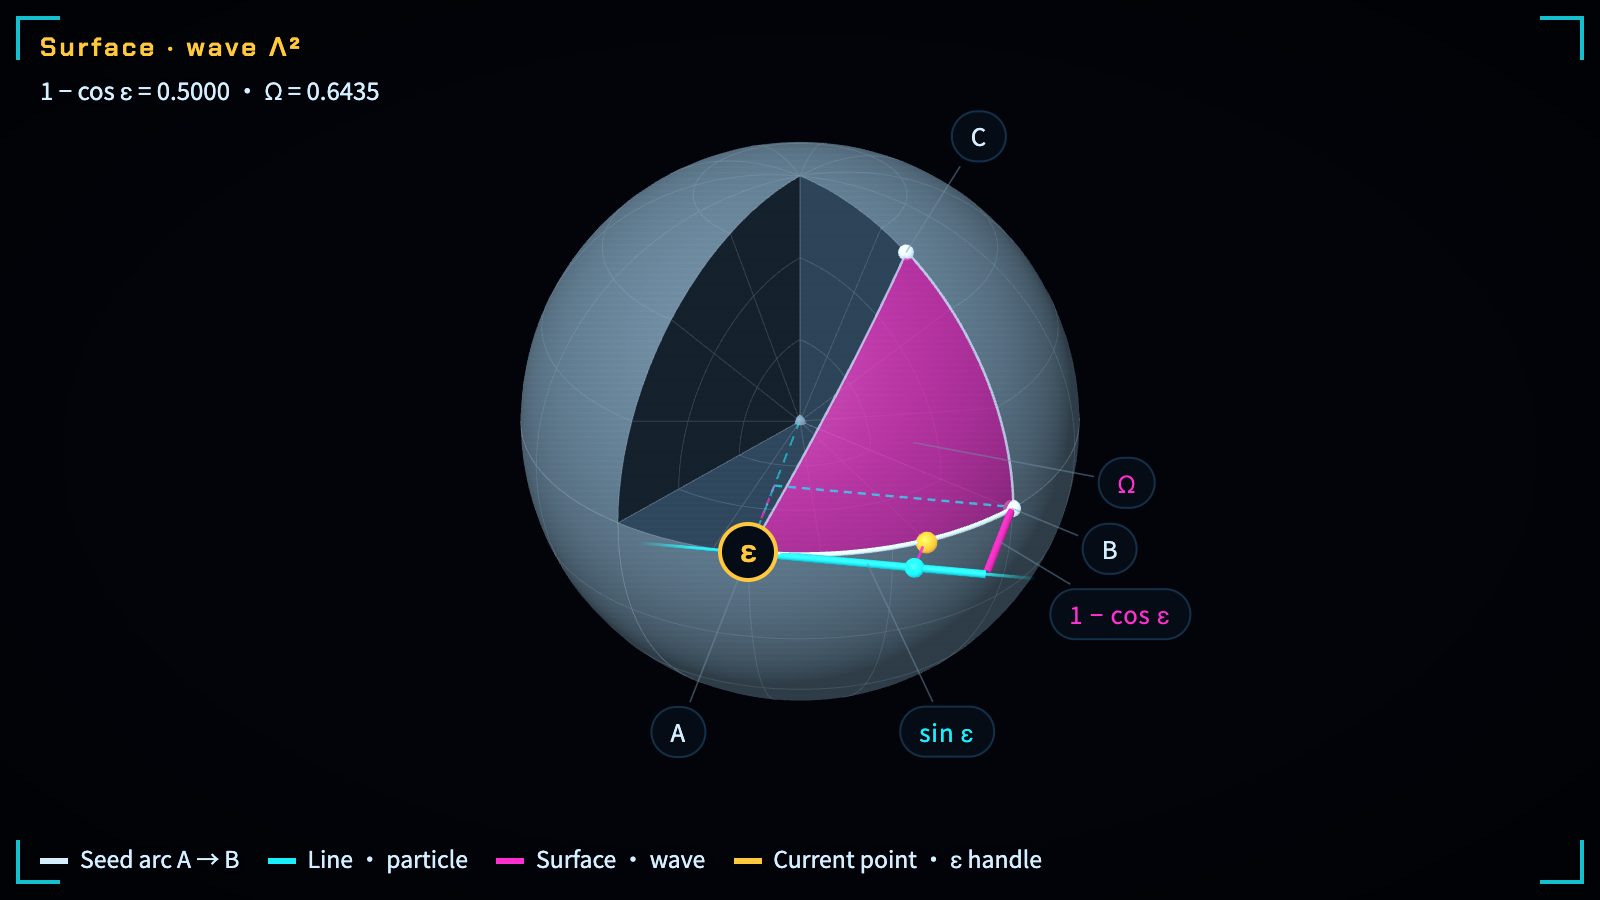 Surface · wave Λ²
1 − cos ε = 0.5000 • Ω = 0.6435
C
Ω
B
1 − cos ε
ε
A
sin ε
Seed arc A → B
Line • particle
Surface • wave
Current point • ε handle